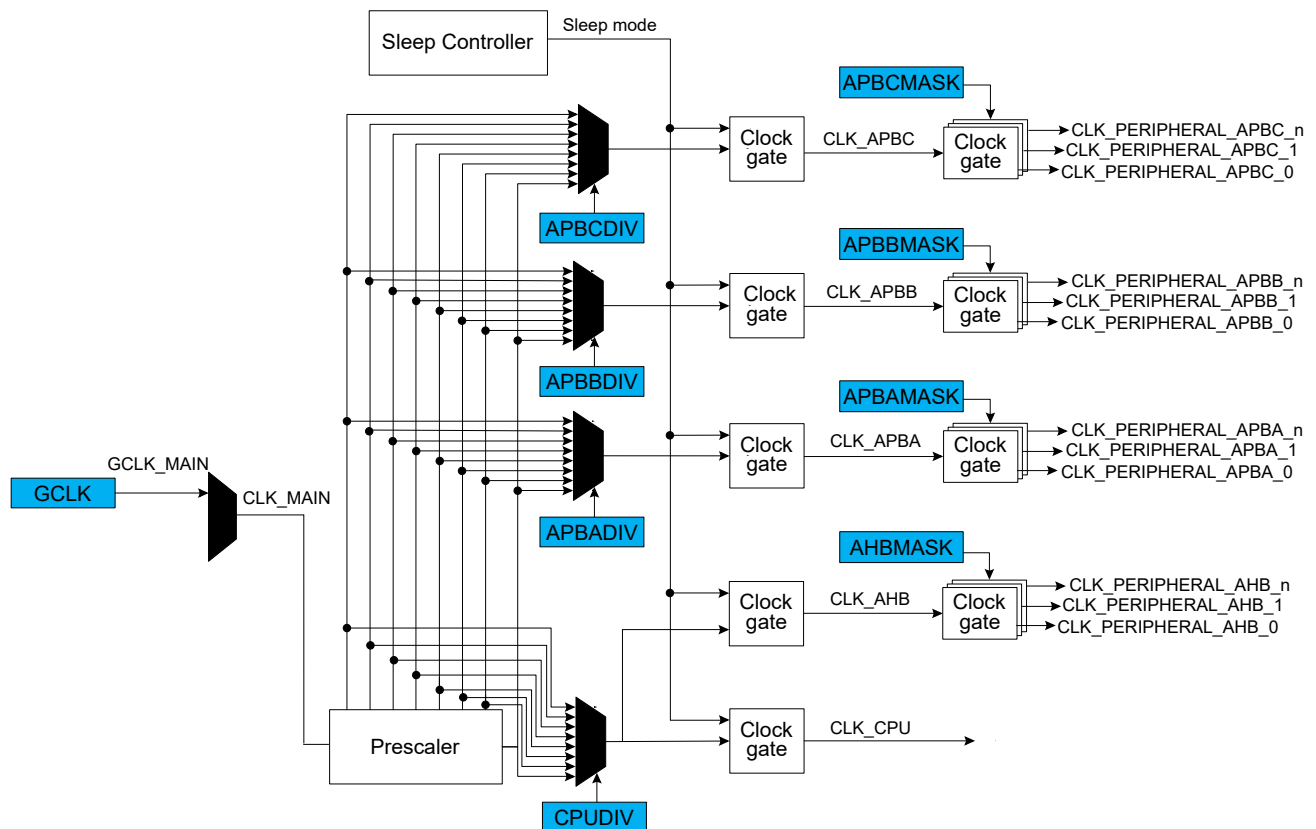 Sleep Controller
Sleep mode
APBCMASK
Clock
gate
CLK_APBC
Clock
gate
CLK_PERIPHERAL_APBC_n
CLK_PERIPHERAL_APBC_1
CLK_PERIPHERAL_APBC_0
APBCDIV
APBBMASK
Clock
gate
CLK_APBB
Clock
gate
CLK_PERIPHERAL_APBB_n
CLK_PERIPHERAL_APBB_1
CLK_PERIPHERAL_APBB_0
APBBDIV
APBAMASK
Clock
gate
CLK_APBA
Clock
gate
CLK_PERIPHERAL_APBA_n
CLK_PERIPHERAL_APBA_1
CLK_PERIPHERAL_APBA_0
GCLK
GCLK_MAIN
CLK_MAIN
APBADIV
AHBMASK
Clock
gate
CLK_AHB
Clock
gate
CLK_PERIPHERAL_AHB_n
CLK_PERIPHERAL_AHB_1
CLK_PERIPHERAL_AHB_0
Prescaler
Clock
gate
CLK_CPU
CPUDIV